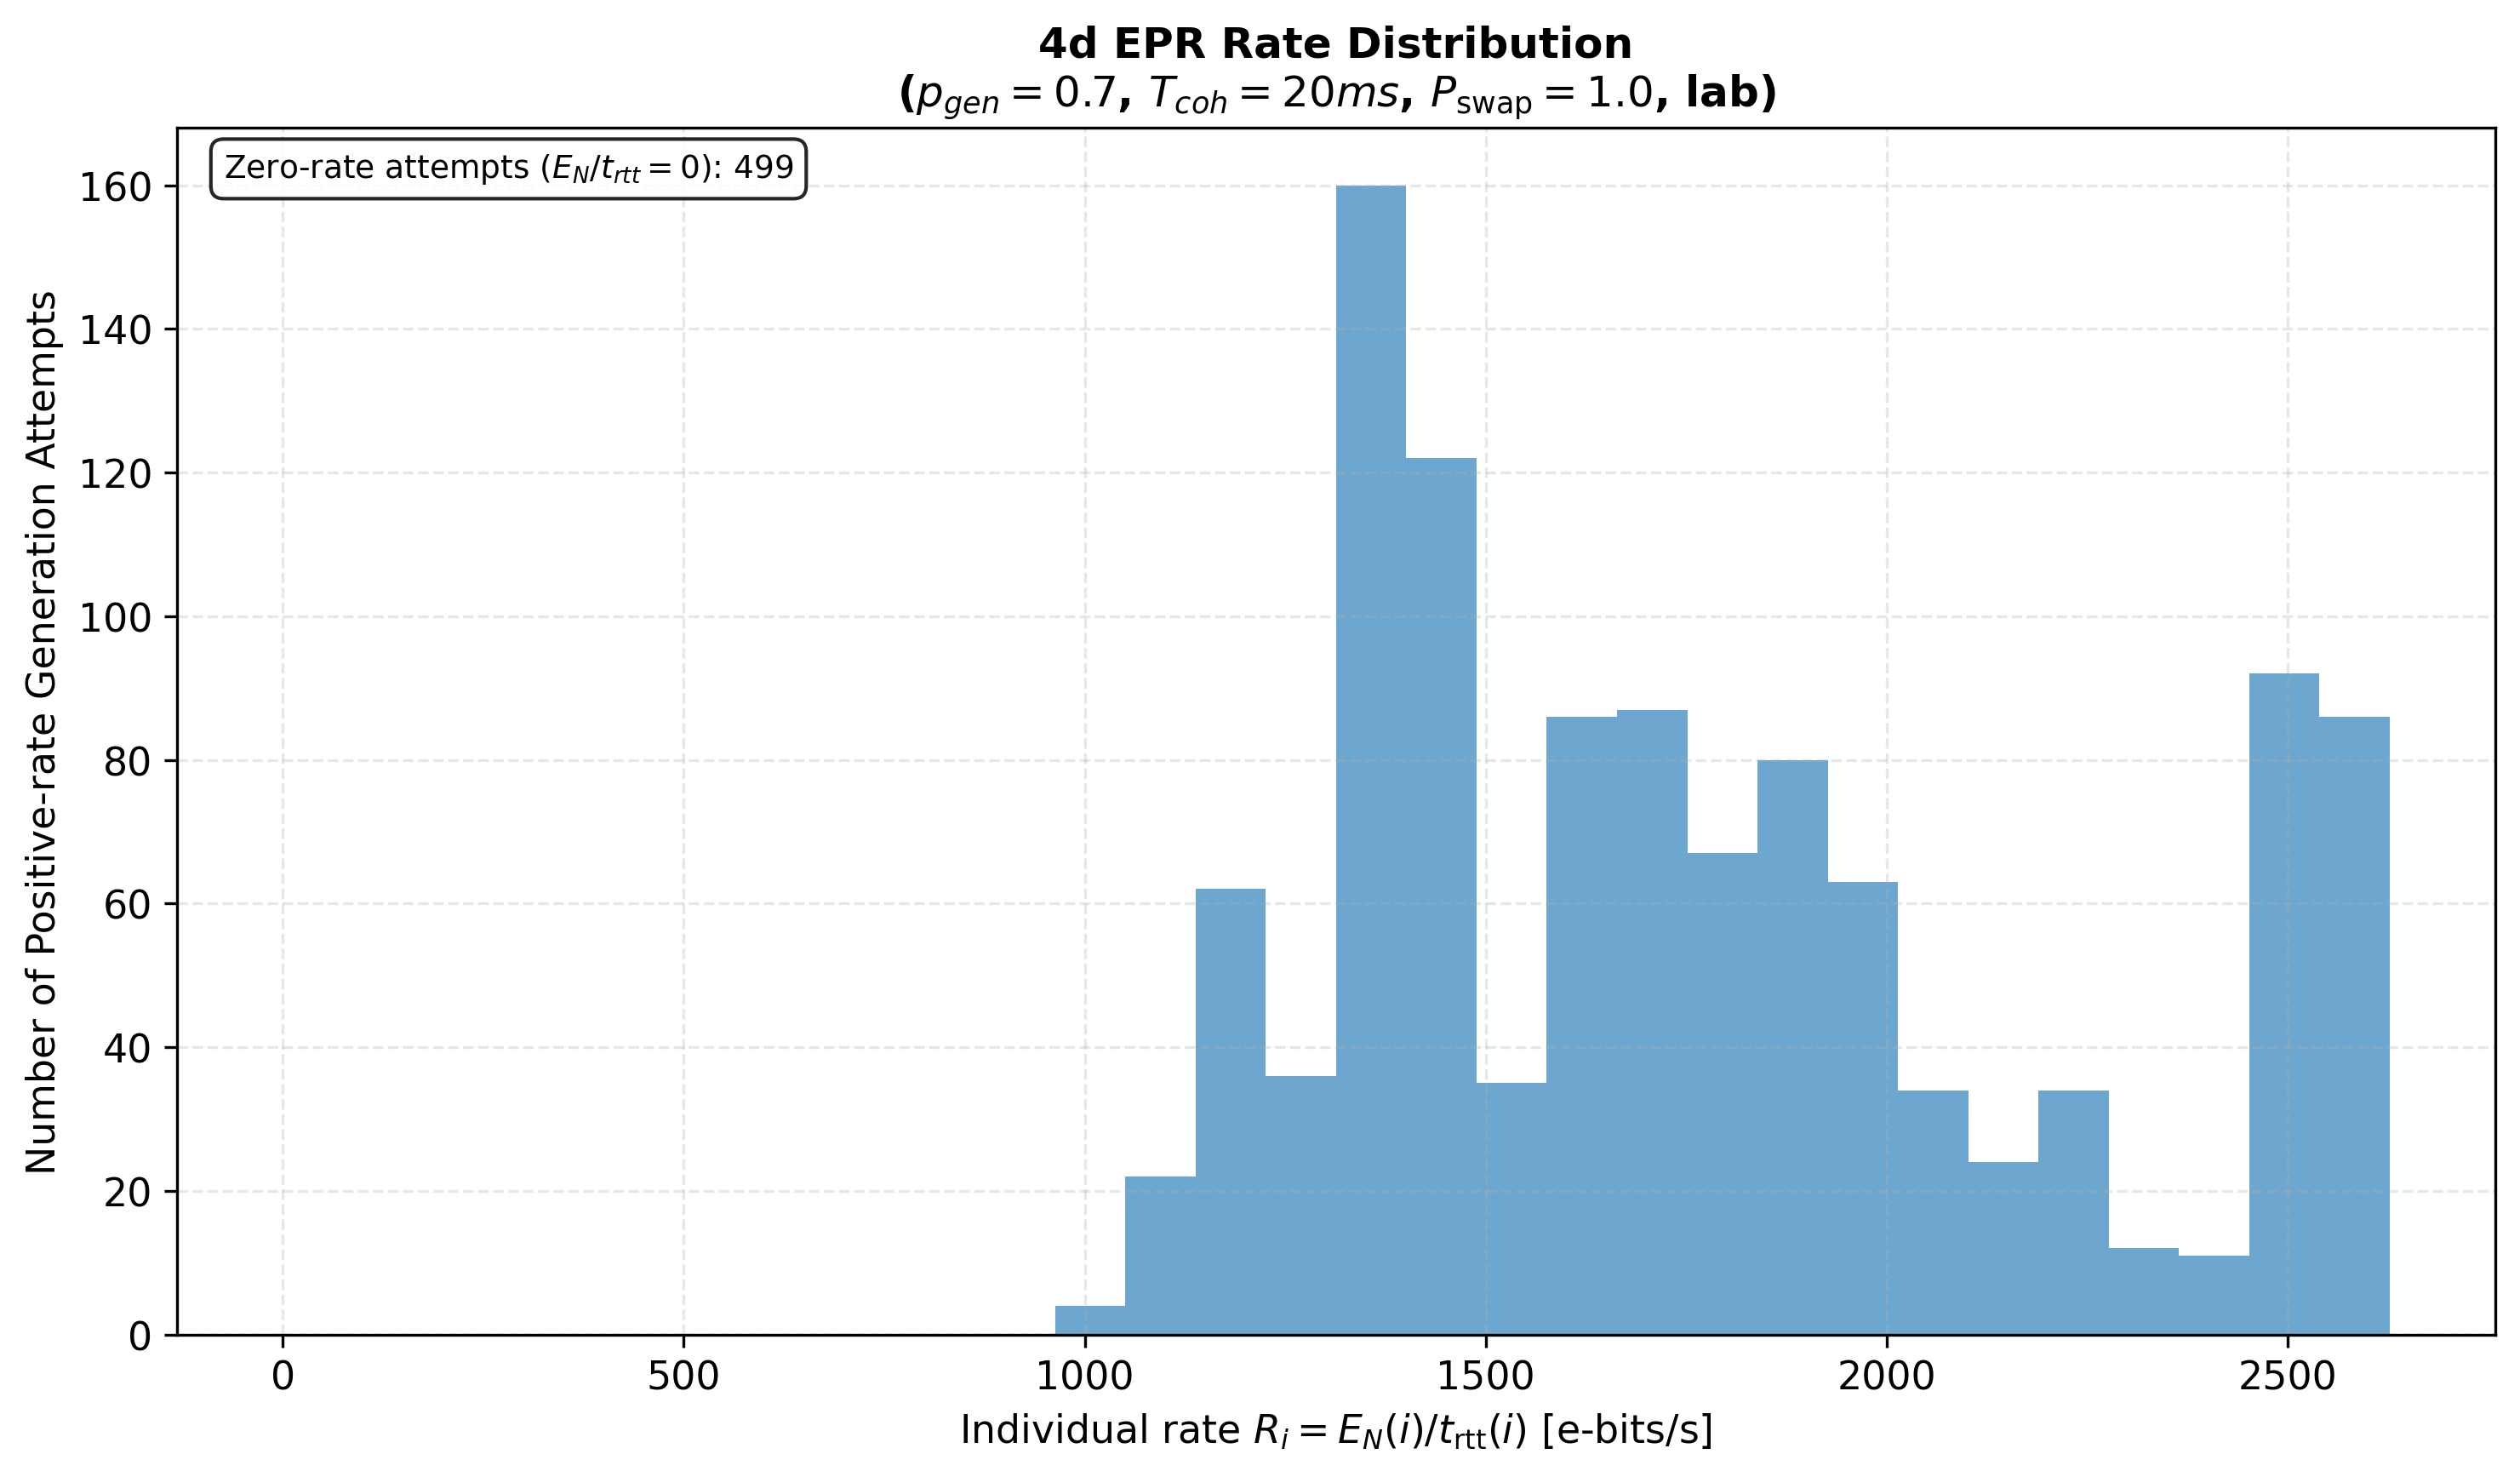 4d EPR Rate Distribution
(p_gen = 0.7, T_coh = 20ms, P_swap = 1.0, lab)
Zero-rate attempts (E_N/t_rtt = 0): 499
Number of Positive-rate Generation Attempts
160
140
120
100
80
60
40
20
0
0 500 1000 1500 2000 2500
Individual rate R_i = E_N(i)/t_rtt(i) [e-bits/s]